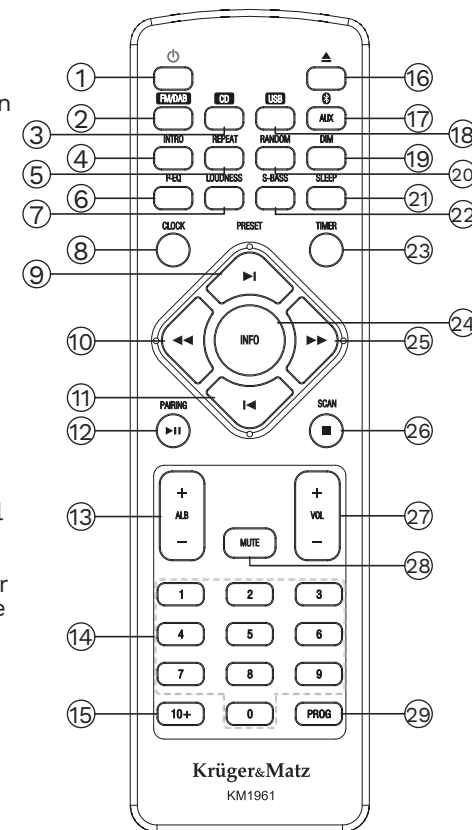 1 16
n
FM/DAB CD USB
2 AUX 17
3 18
INTRO REPEAT RANDOM DIM
4 19
5 20
P-EQ LOUDNESS S-BASS SLEEP
6 21
7 22
CLOCK PRESET TIMER
8 23
9
24
10 INFO 25
11
PAIRING SCAN
12 26
l
+ +
13 ALB VOL 27
- -
MUTE
28
r
e
1 2 3
14 4 5 6
7 8 9
15 10+ 0 PROG 29
Krüger&Matz
KM1961